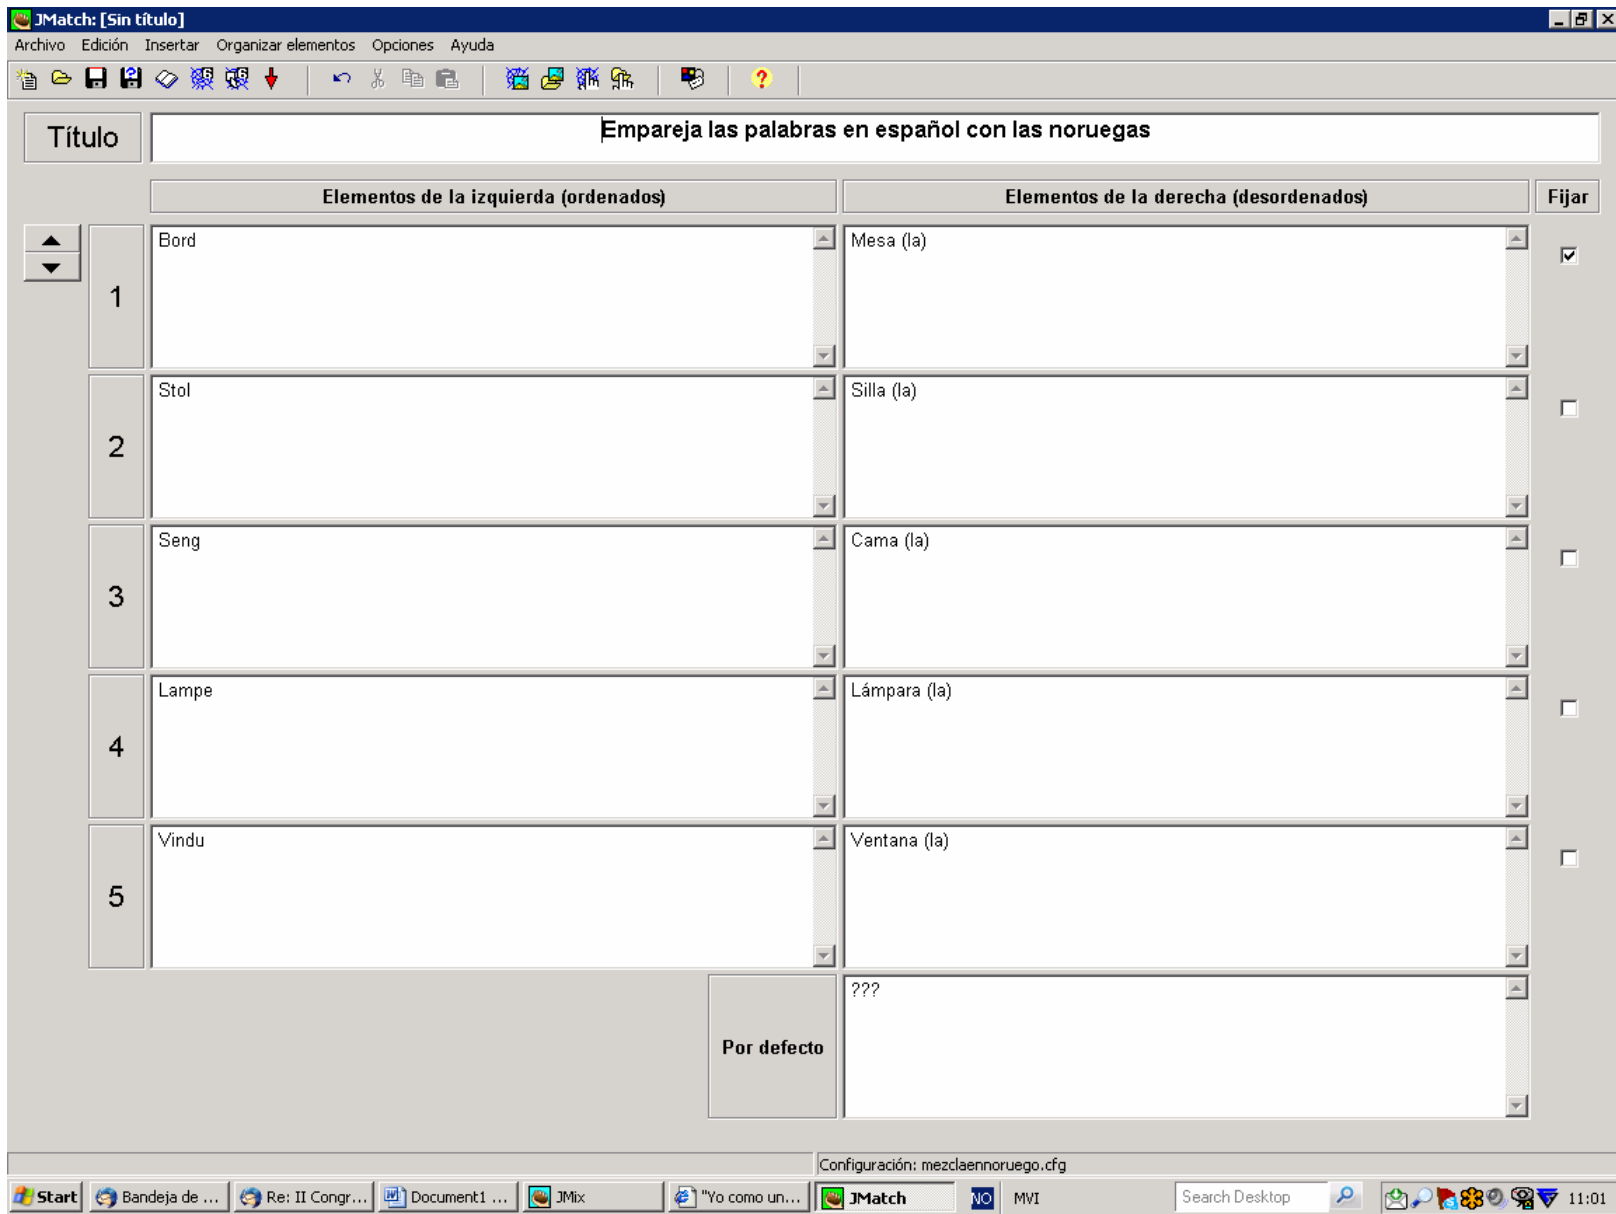 JMatch: [Sin título]
Archivo Edición Insertar Organizar elementos Opciones Ayuda
Título
Empareja las palabras en español con las noruegas
Elementos de la izquierda (ordenados) Elementos de la derecha (desordenados) Fijar
1 Bord Mesa (la)
2 Stol Silla (la)
3 Seng Cama (la)
4 Lampe Lámpara (la)
5 Vindu Ventana (la)
Por defecto ???
Configuración: mezclaennoruego.cfg
Start Bandeja de ... Re: II Congr... Document1 ... JMix "Yo como un... JMatch NO MVI Search Desktop 11:01